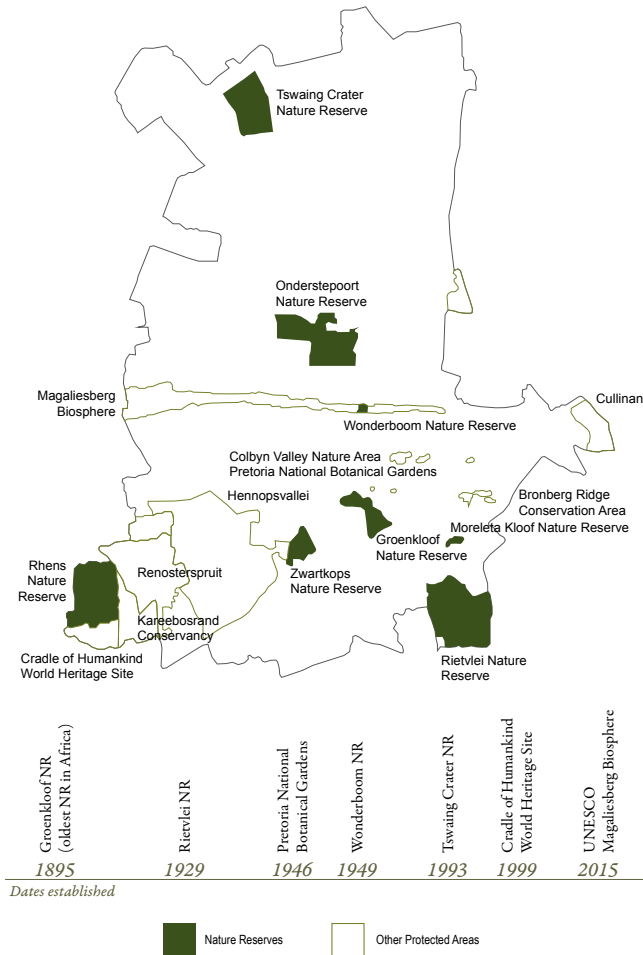 Tswaing Crater
Nature Reserve
Onderstepoort
Nature Reserve
Magaliesberg
Biosphere
Cullinan
Wonderboom Nature Reserve
Colbyn Valley Nature Area
Pretoria National Botanical Gardens
Hennopsvallei
Bronberg Ridge
Conservation Area
Moreleta Kloof Nature Reserve
Groenkloof
Nature Reserve
Rhens
Nature
Reserve
Renosterspruit
Zwartkops
Nature Reserve
Kareebosrand
Conservancy
Cradle of Humankind
World Heritage Site
Rietvlei Nature
Reserve
Groenkloof NR
(oldest NR in Africa)
Rietvlei NR
Pretoria National
Botanical Gardens
Wonderboom NR
Tswaing Crater NR
Cradle of Humankind
World Heritage Site
UNESCO
Magaliesberg Biosphere
1895 1929 1946 1949 1993 1999 2015
Dates established
Nature Reserves
Other Protected Areas